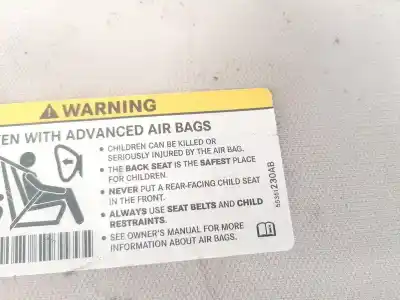 WARNING
EN WITH ADVANCED AIR BAGS
• CHILDREN CAN BE KILLED OR
SERIOUSLY INJURED BY THE AIR BAG.
• THE BACK SEAT IS THE SAFEST PLACE
FOR CHILDREN.
• NEVER PUT A REAR-FACING CHILD SEAT
IN THE FRONT.
• ALWAYS USE SEAT BELTS AND CHILD
RESTRAINTS.
• SEE OWNER'S MANUAL FOR MORE
INFORMATION ABOUT AIR BAGS.
230AB